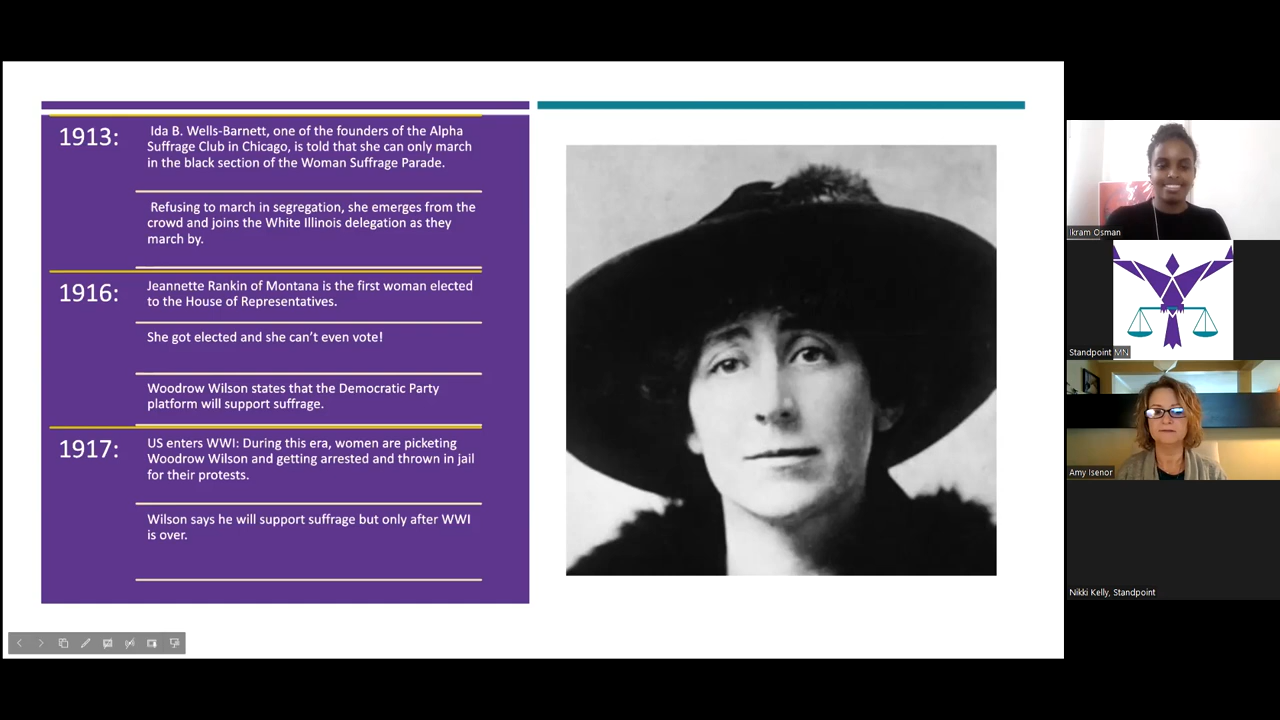 1913:
Ida B. Wells-Barnett, one of the founders of the Alpha
Suffrage Club in Chicago, is told that she can only march
in the black section of the Woman Suffrage Parade.
Refusing to march in segregation, she emerges from the
crowd and joins the White Illinois delegation as they
march by.
1916:
Jeannette Rankin of Montana is the first woman elected
to the House of Representatives.
She got elected and she can't even vote!
Woodrow Wilson states that the Democratic Party
platform will support suffrage.
1917:
US enters WWI: During this era, women are picketing
Woodrow Wilson and getting arrested and thrown in jail
for their protests.
Wilson says he will support suffrage but only after WWI
is over.
Ikram Osman
Standpoint MN
Amy Isenor
Nikki Kelly, Standpoint